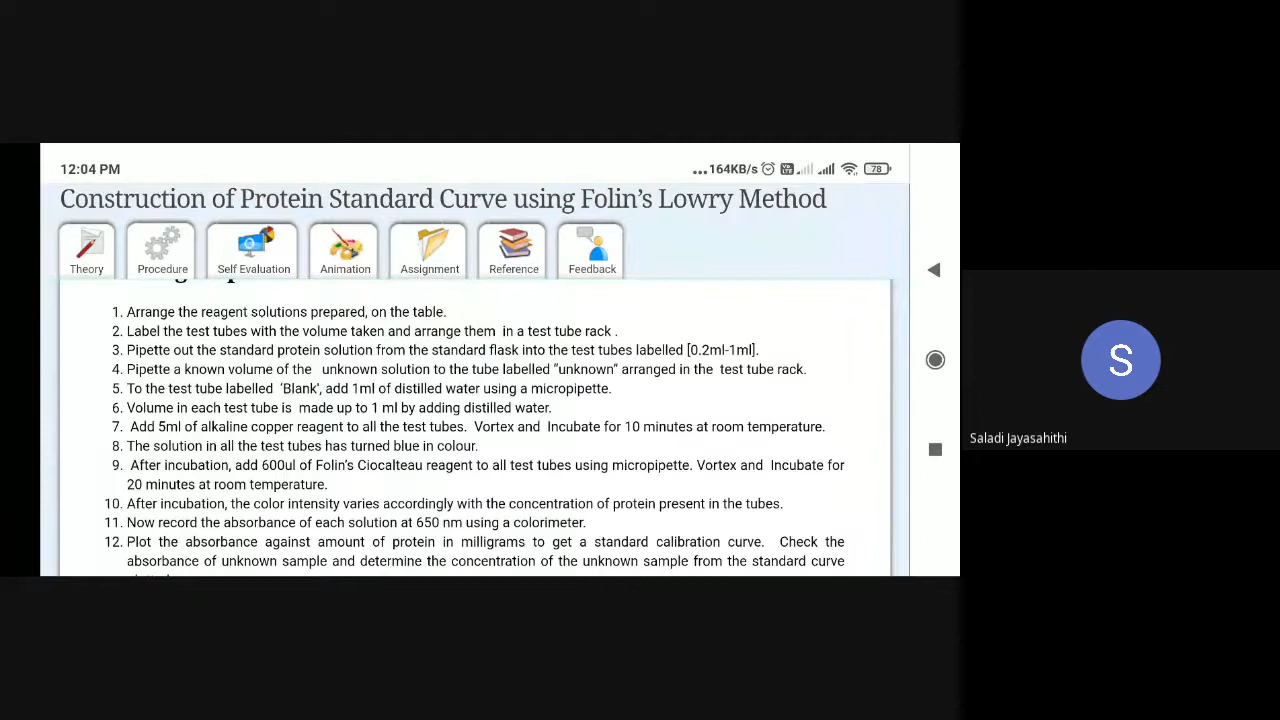 12:04 PM
...164KB/s
78
Construction of Protein Standard Curve using Folin's Lowry Method
Theory
Procedure
Self Evaluation
Animation
Assignment
Reference
Feedback
1. Arrange the reagent solutions prepared, on the table.
2. Label the test tubes with the volume taken and arrange them in a test tube rack .
3. Pipette out the standard protein solution from the standard flask into the test tubes labelled [0.2ml-1ml].
4. Pipette a known volume of the unknown solution to the tube labelled "unknown" arranged in the test tube rack.
5. To the test tube labelled 'Blank', add 1ml of distilled water using a micropipette.
6. Volume in each test tube is made up to 1 ml by adding distilled water.
7. Add 5ml of alkaline copper reagent to all the test tubes. Vortex and Incubate for 10 minutes at room temperature.
8. The solution in all the test tubes has turned blue in colour.
9. After incubation, add 600ul of Folin's Ciocalteau reagent to all test tubes using micropipette. Vortex and Incubate for
20 minutes at room temperature.
10. After incubation, the color intensity varies accordingly with the concentration of protein present in the tubes.
11. Now record the absorbance of each solution at 650 nm using a colorimeter.
12. Plot the absorbance against amount of protein in milligrams to get a standard calibration curve. Check the
absorbance of unknown sample and determine the concentration of the unknown sample from the standard curve
S
Saladi Jayasahithi